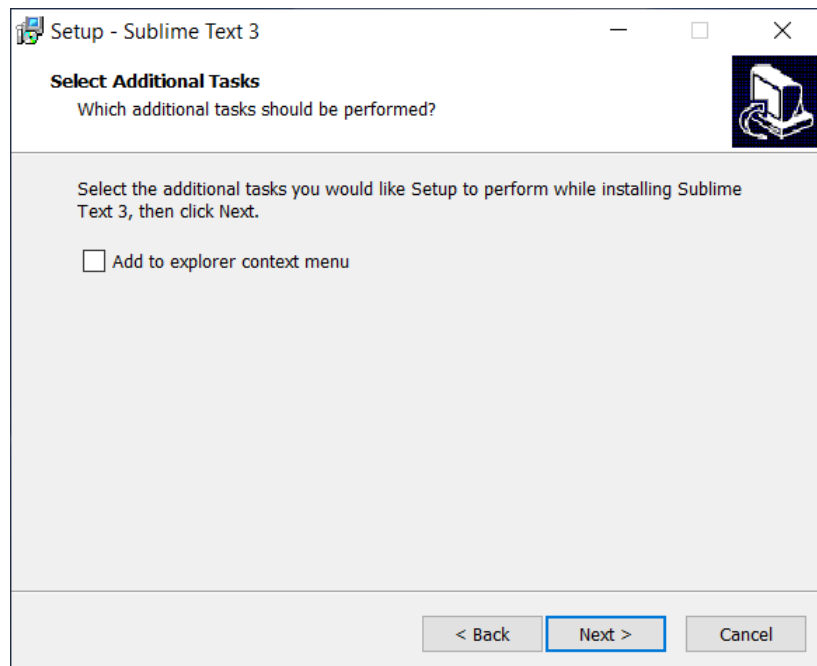 Setup - Sublime Text 3
Select Additional Tasks
Which additional tasks should be performed?
Select the additional tasks you would like Setup to perform while installing Sublime
Text 3, then click Next.
Add to explorer context menu
< Back Next > Cancel